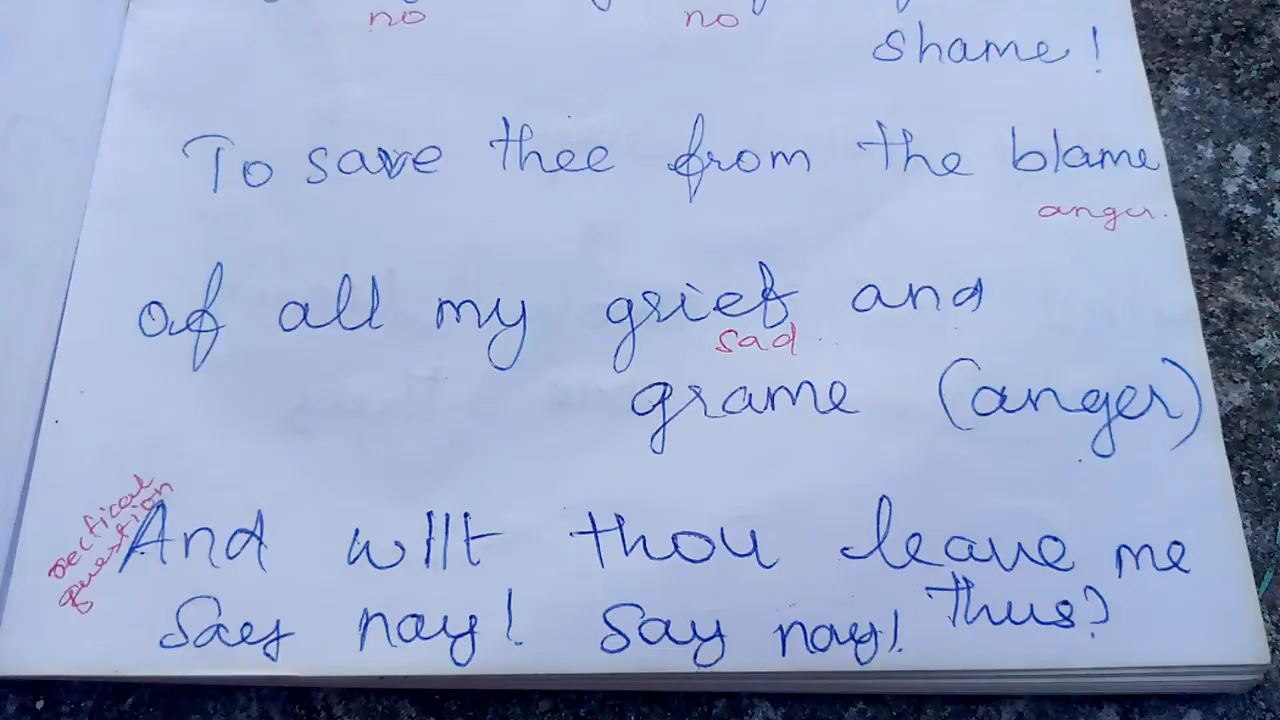 no no
shame!
To save thee from the blame
anger.
of all my grief and
sad.
grame (anger)
question
And wilt thou leave me
thus?
Say nay! Say nay!